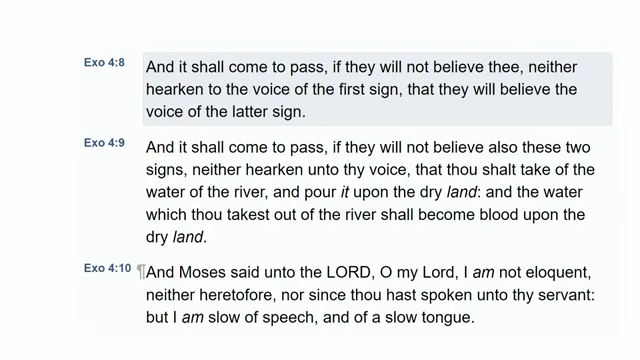 Exo 4:8 And it shall come to pass, if they will not believe thee, neither
hearken to the voice of the first sign, that they will believe the
voice of the latter sign.
Exo 4:9 And it shall come to pass, if they will not believe also these two
signs, neither hearken unto thy voice, that thou shalt take of the
water of the river, and pour it upon the dry land: and the water
which thou takest out of the river shall become blood upon the
dry land.
Exo 4:10 ¶And Moses said unto the LORD, O my Lord, I am not eloquent,
neither heretofore, nor since thou hast spoken unto thy servant:
but I am slow of speech, and of a slow tongue.